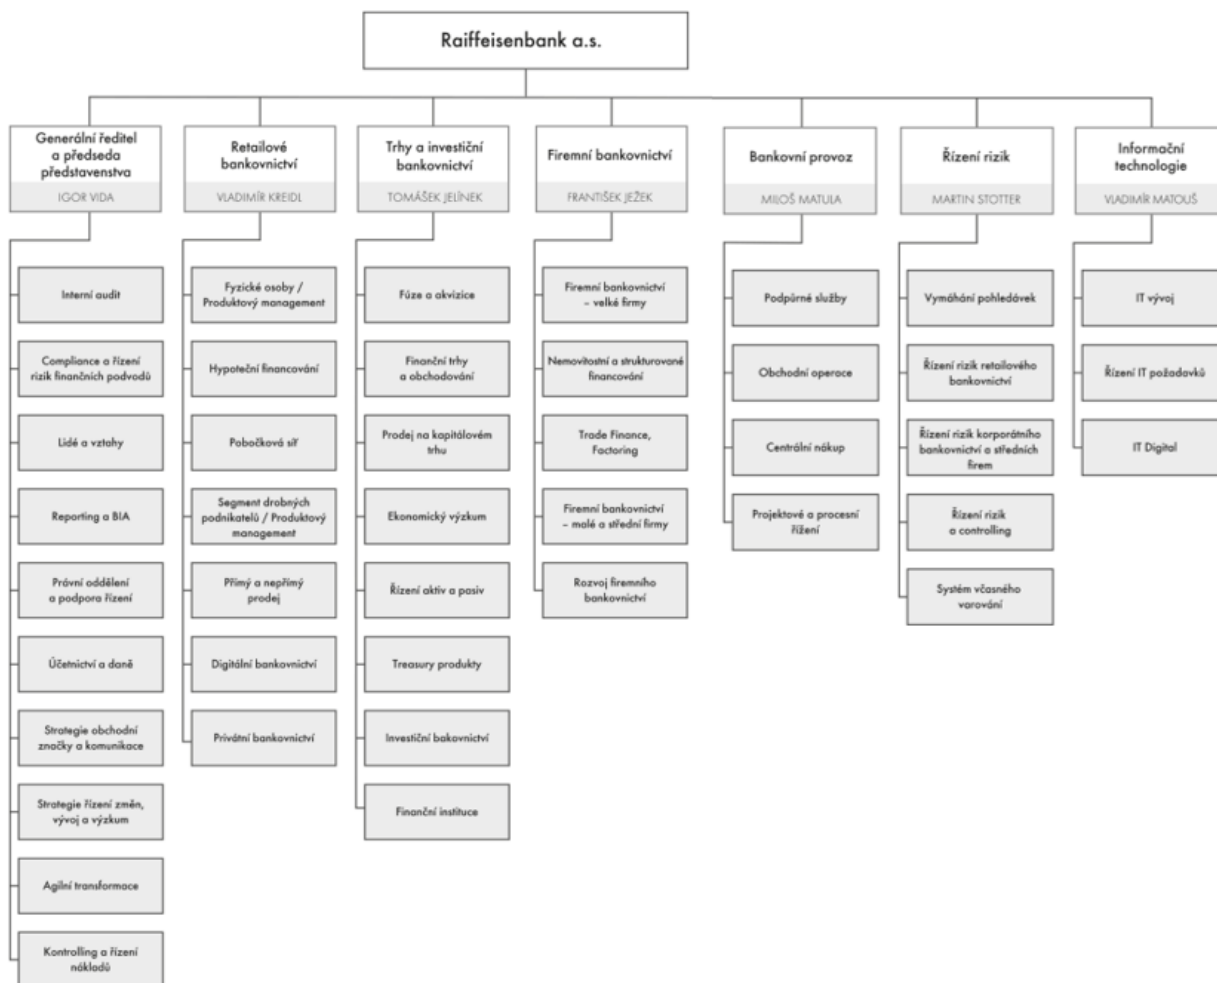 Raiffeisenbank a.s.
Generální ředitel
a předseda
představenstva
IGOR VIDA
Interní audit
Compliance a řízení
rizik finančních podvodů
Lidé a vztahy
Reporting a BIA
Právní oddělení
a podpora řízení
Účetnictví a daně
Strategie obchodní
značky a komunikace
Strategie řízení změn,
vývoj a výzkum
Agilní transformace
Kontrolling a řízení
nákladů
Retailové
bankovnictví
VLADIMÍR KREIDL
Fyzické osoby /
Produktový management
Hypoteční financování
Pobočková síť
Segment drobných
podnikatelů / Produktový
management
Přímý a nepřímý
prodej
Digitální bankovnictví
Privátní bankovnictví
Trhy a investiční
bankovnictví
TOMÁŠEK JELÍNEK
Fúze a akvizice
Finanční trhy
a obchodování
Prodej na kapitálovém
trhu
Ekonomický výzkum
Řízení aktiv a pasiv
Treasury produkty
Investiční bakovnictví
Finanční instituce
Firemní bankovnictví
FRANTIŠEK JEŽEK
Firemní bankovnictví
– velké firmy
Nemovitostní a strukturované
financování
Trade Finance,
Factoring
Firemní bankovnictví
– malé a střední firmy
Rozvoj firemního
bankovnictví
Bankovní provoz
MILOŠ MATULA
Podpůrné služby
Obchodní operace
Centrální nákup
Projektové a procesní
řížení
Řízení rizik
MARTIN STOTTER
Vymáhání pohledávek
Řízení rizik retailového
bankovnictví
Řízení rizik korporátního
bankovnictví a středních
firem
Řízení rizik
a controlling
Systém včasného
varování
Informační
technologie
VLADIMÍR MATOUŠ
IT vývoj
Řízení IT požadavků
IT Digital